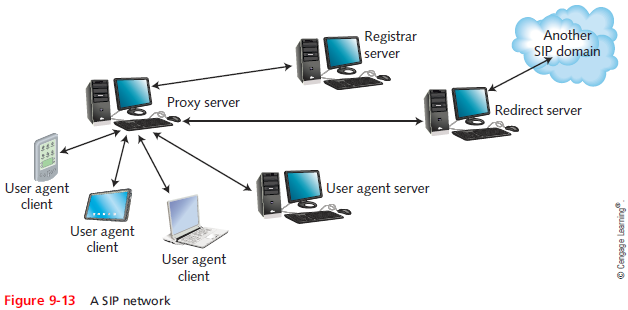 Registrar
server
Another
SIP domain
Proxy server
Redirect server
User agent
client
User agent server
User agent
client
User agent
client
© Cengage Learning®.
Figure 9-13 A SIP network